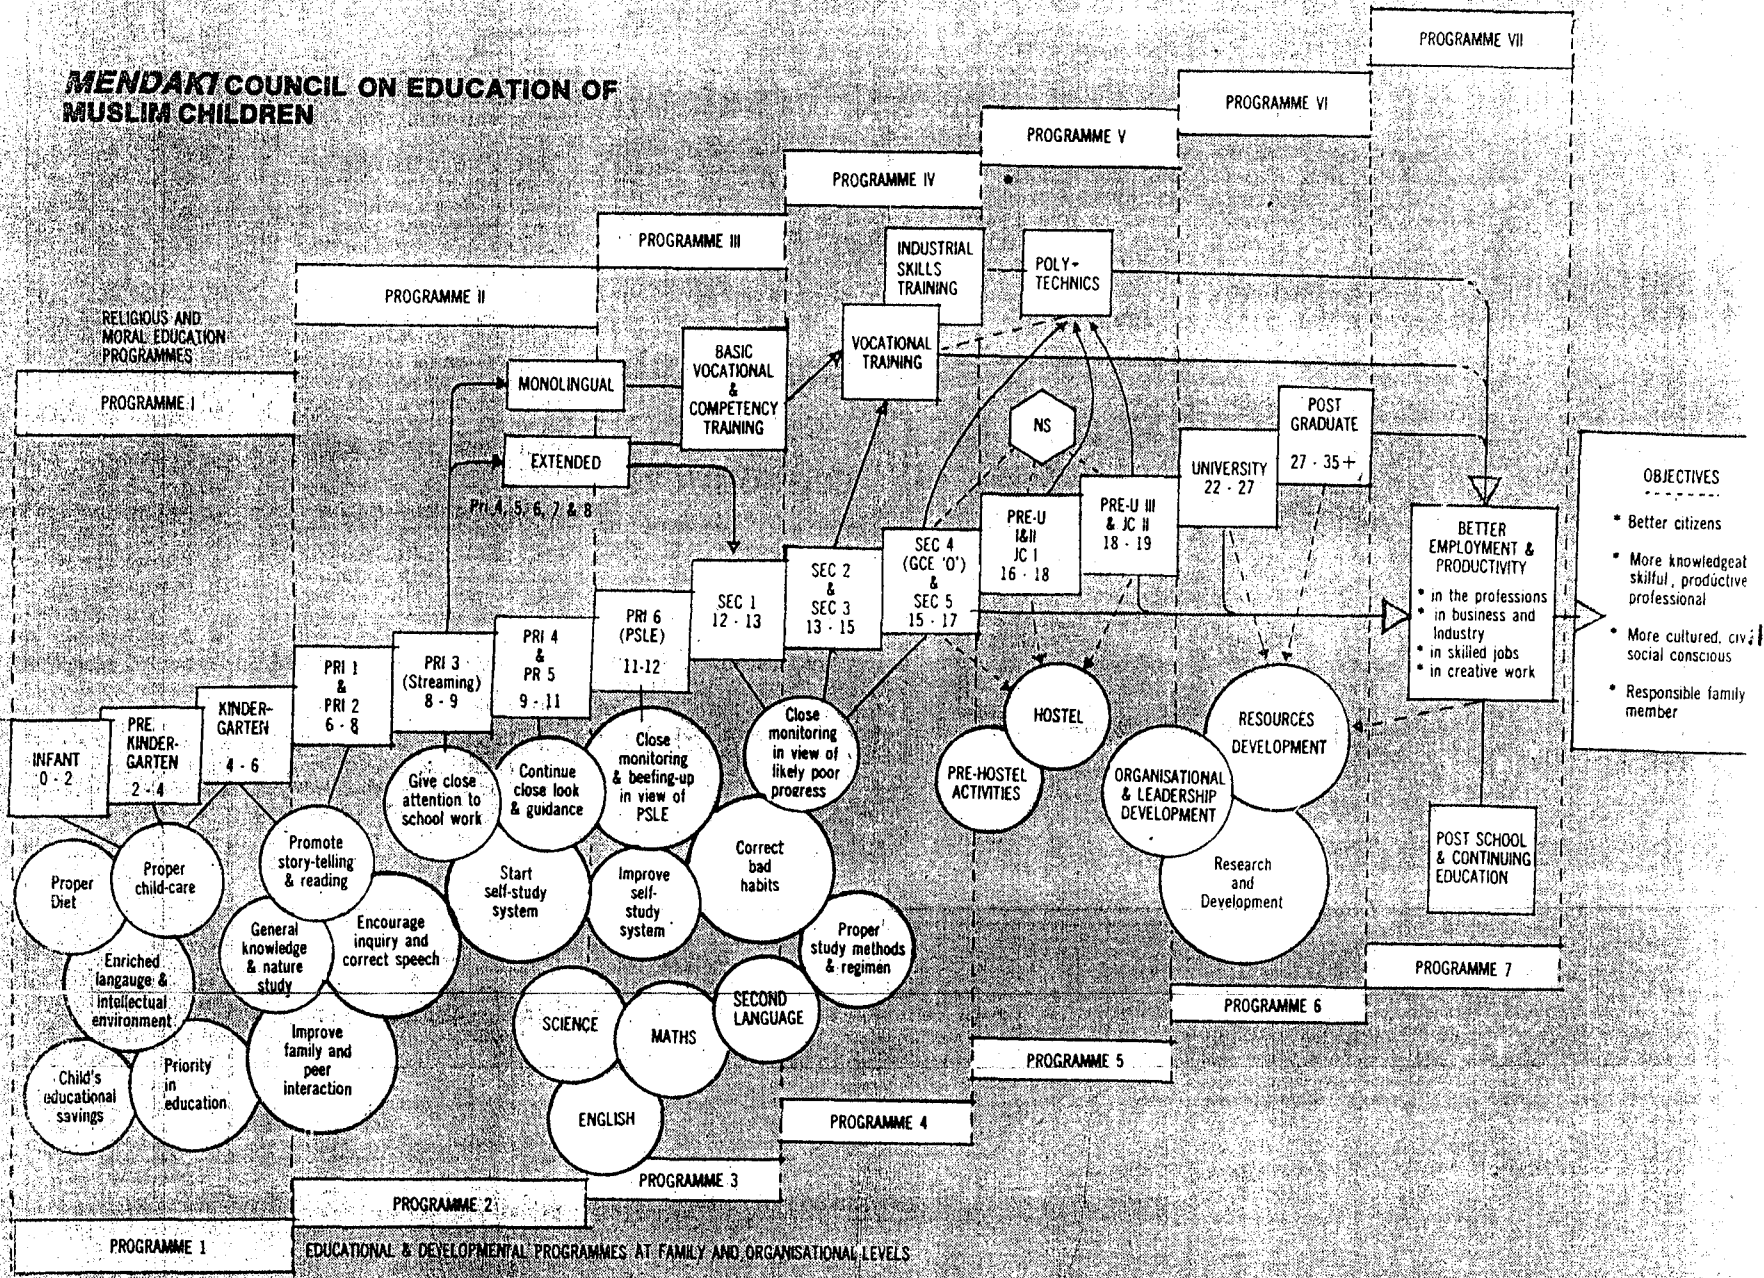 MENDAKI COUNCIL ON EDUCATION OF
MUSLIM CHILDREN
PROGRAMME VII
PROGRAMME VI
PROGRAMME V
PROGRAMME IV
PROGRAMME III
PROGRAMME II
RELIGIOUS AND
MORAL EDUCATION
PROGRAMMES
PROGRAMME I
INDUSTRIAL
SKILLS
TRAINING
POLY-
TECHNICS
VOCATIONAL
TRAINING
BASIC
VOCATIONAL
&
COMPETENCY
TRAINING
MONOLINGUAL
EXTENDED
Pri 4, 5, 6, 7 & 8
NS
POST
GRADUATE
27 - 35+
UNIVERSITY
22 - 27
PRE-U III
& JC II
18 - 19
PRE-U
I&II
JC I
16 - 18
SEC 4
(GCE 'O')
&
SEC 5
15 - 17
SEC 2
&
SEC 3
13 - 15
SEC 1
12 - 13
PRI 6
(PSLE)
11-12
PRI 4
&
PR 5
9 - 11
PRI 3
(Streaming)
8 - 9
PRI 1
&
PRI 2
6 - 8
KINDER-
GARTEN
4 - 6
PRE.
KINDER-
GARTEN
2 - 4
INFANT
0 - 2
BETTER
EMPLOYMENT &
PRODUCTIVITY
* in the professions
* in business and
Industry
* in skilled jobs
* in creative work
OBJECTIVES
* Better citizens
* More knowledgeat
skilful, productive
professional
* More cultured, civil
social conscious
* Responsible family
member
POST SCHOOL
& CONTINUING
EDUCATION
Proper
Diet
Proper
child-care
Enriched
langauge &
intellectual
environment
Child's
educational
savings
Priority
in
education
Promote
story-telling
& reading
General
knowledge
& nature
study
Encourage
inquiry and
correct speech
Improve
family and
peer
interaction
Give close
attention to
school work
Continue
close look
& guidance
Start
self-study
system
Close
monitoring
& beefing-up
in view of
PSLE
Improve
self-
study
system
Close
monitoring
in view of
likely poor
progress
Correct
bad
habits
Proper
study methods
& regimen
SCIENCE
MATHS
SECOND
LANGUAGE
ENGLISH
HOSTEL
PRE-HOSTEL
ACTIVITIES
RESOURCES
DEVELOPMENT
ORGANISATIONAL
& LEADERSHIP
DEVELOPMENT
Research
and
Development
PROGRAMME 7
PROGRAMME 6
PROGRAMME 5
PROGRAMME 4
PROGRAMME 3
PROGRAMME 2
PROGRAMME 1
EDUCATIONAL & DEVELOPMENTAL PROGRAMMES AT FAMILY AND ORGANISATIONAL LEVELS